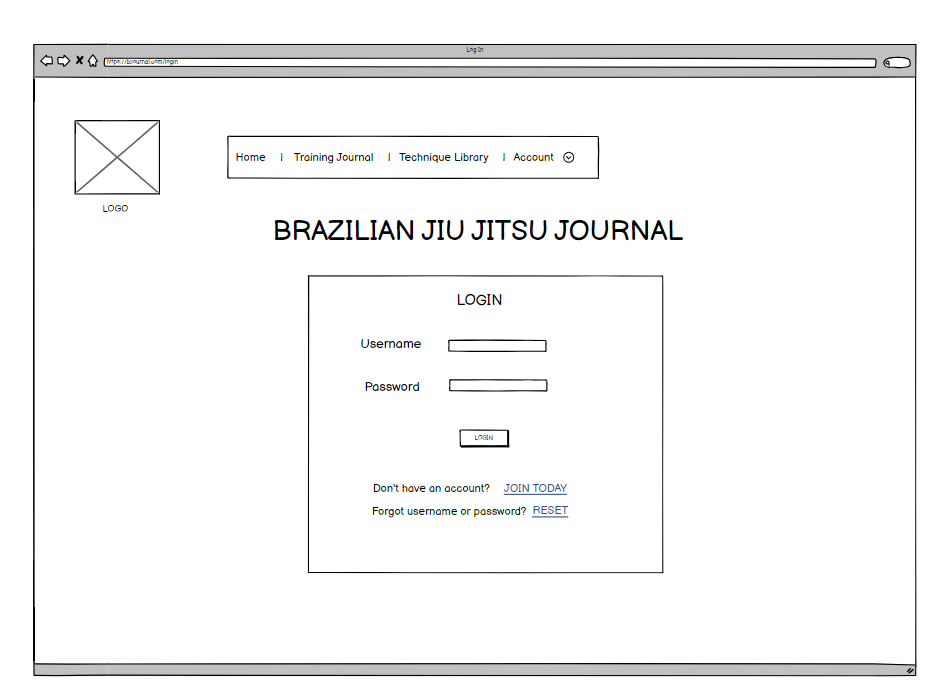 Log In
https://bjjournal.com/login
Home | Training Journal | Technique Library | Account
LOGO
BRAZILIAN JIU JITSU JOURNAL
LOGIN
Username
Password
LOGIN
Don't have an account? JOIN TODAY
Forgot username or password? RESET